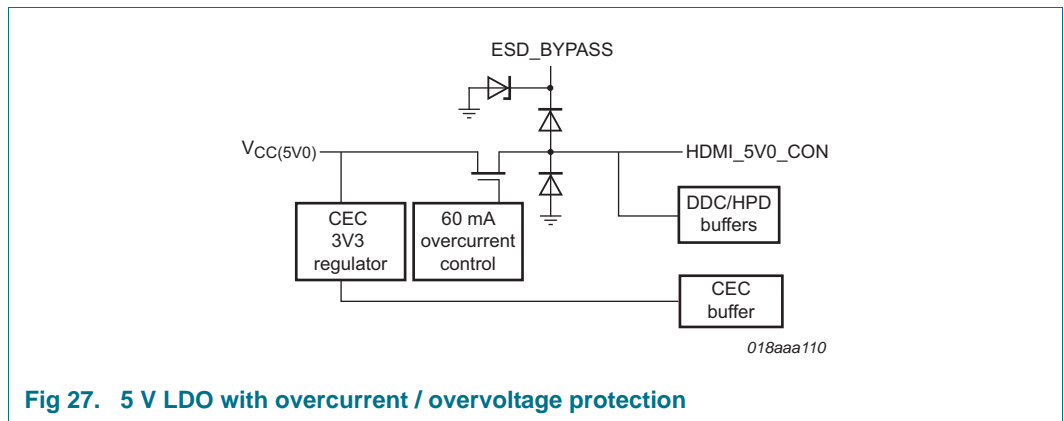 ESD_BYPASS
VCC(5V0)
HDMI_5V0_CON
CEC
3V3
regulator
60 mA
overcurrent
control
DDC/HPD
buffers
CEC
buffer
018aaa110
Fig 27. 5 V LDO with overcurrent / overvoltage protection